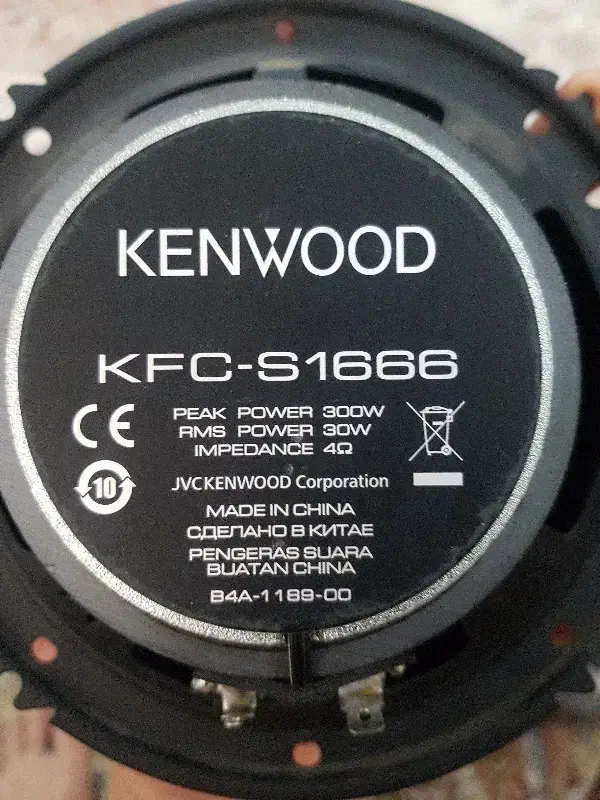 KENWOOD
KFC-S1666
CE
PEAK POWER 300W
RMS POWER 30W
IMPEDANCE 4Ω
10
JVCKENWOOD Corporation
MADE IN CHINA
СДЕЛАНО В КИТАЕ
PENGERAS SUARA
BUATAN CHINA
B4A-1189-00